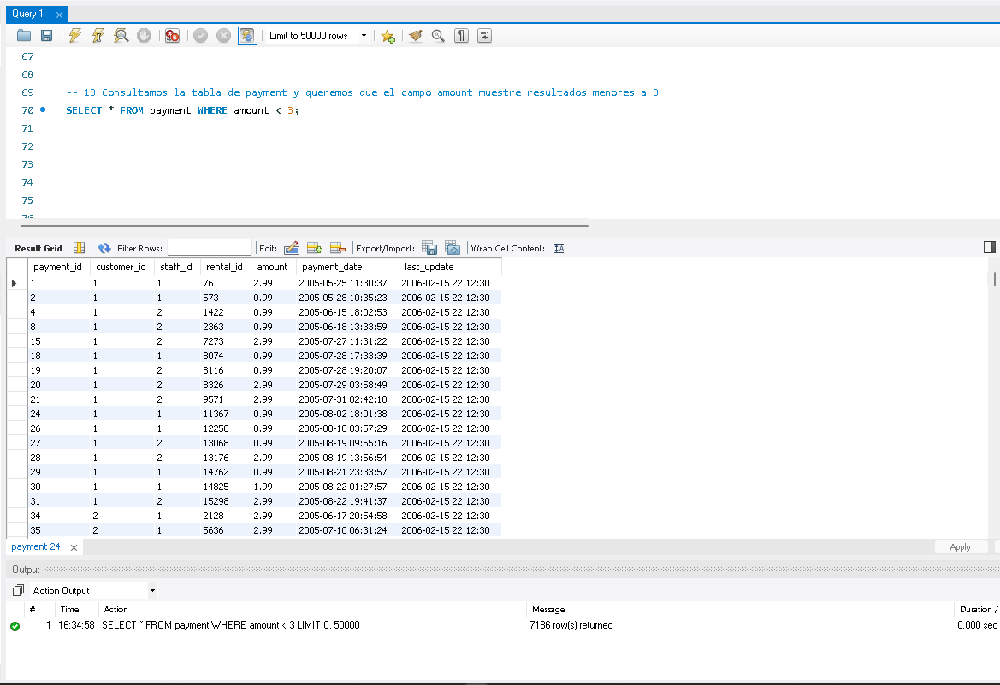 Query 1
Limit to 50000 rows
67
68
69 -- 13 Consultamos la tabla de payment y queremos que el campo amount muestre resultados menores a 3
70 SELECT * FROM payment WHERE amount < 3;
71
72
73
74
75
76
Result Grid Filter Rows: Edit: Export/Import: Wrap Cell Content:
payment_id customer_id staff_id rental_id amount payment_date last_update
1 1 1 76 2.99 2005-05-25 11:30:37 2006-02-15 22:12:30
2 1 1 573 0.99 2005-05-28 10:35:23 2006-02-15 22:12:30
4 1 2 1422 0.99 2005-06-15 18:02:53 2006-02-15 22:12:30
8 1 2 2363 0.99 2005-06-18 13:33:59 2006-02-15 22:12:30
15 1 2 7273 2.99 2005-07-27 11:31:22 2006-02-15 22:12:30
18 1 1 8074 0.99 2005-07-28 17:33:39 2006-02-15 22:12:30
19 1 2 8116 0.99 2005-07-28 19:20:07 2006-02-15 22:12:30
20 1 2 8326 2.99 2005-07-29 03:58:49 2006-02-15 22:12:30
21 1 2 9571 2.99 2005-07-31 02:42:18 2006-02-15 22:12:30
24 1 1 11367 0.99 2005-08-02 18:01:38 2006-02-15 22:12:30
26 1 1 12250 0.99 2005-08-18 03:57:29 2006-02-15 22:12:30
27 1 2 13068 0.99 2005-08-19 09:55:16 2006-02-15 22:12:30
28 1 2 13176 2.99 2005-08-19 13:56:54 2006-02-15 22:12:30
29 1 1 14762 0.99 2005-08-21 23:33:57 2006-02-15 22:12:30
30 1 1 14825 1.99 2005-08-22 01:27:57 2006-02-15 22:12:30
31 1 2 15298 2.99 2005-08-22 19:41:37 2006-02-15 22:12:30
34 2 1 2128 2.99 2005-06-17 20:54:58 2006-02-15 22:12:30
35 2 1 5636 2.99 2005-07-10 06:31:24 2006-02-15 22:12:30
payment 24 Apply
Output
Action Output
# Time Action Message Duration /
1 16:34:58 SELECT * FROM payment WHERE amount < 3 LIMIT 0, 50000 7186 row(s) returned 0.000 sec